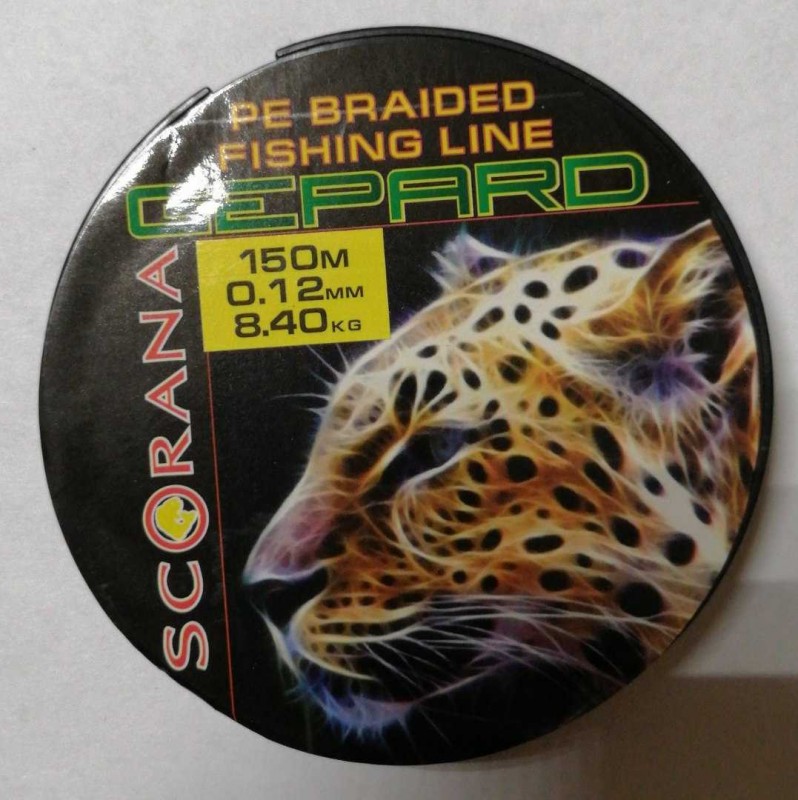 PE BRAIDED
FISHING LINE
GEPARD
150M
0.12MM
8.40KG
SCORANA